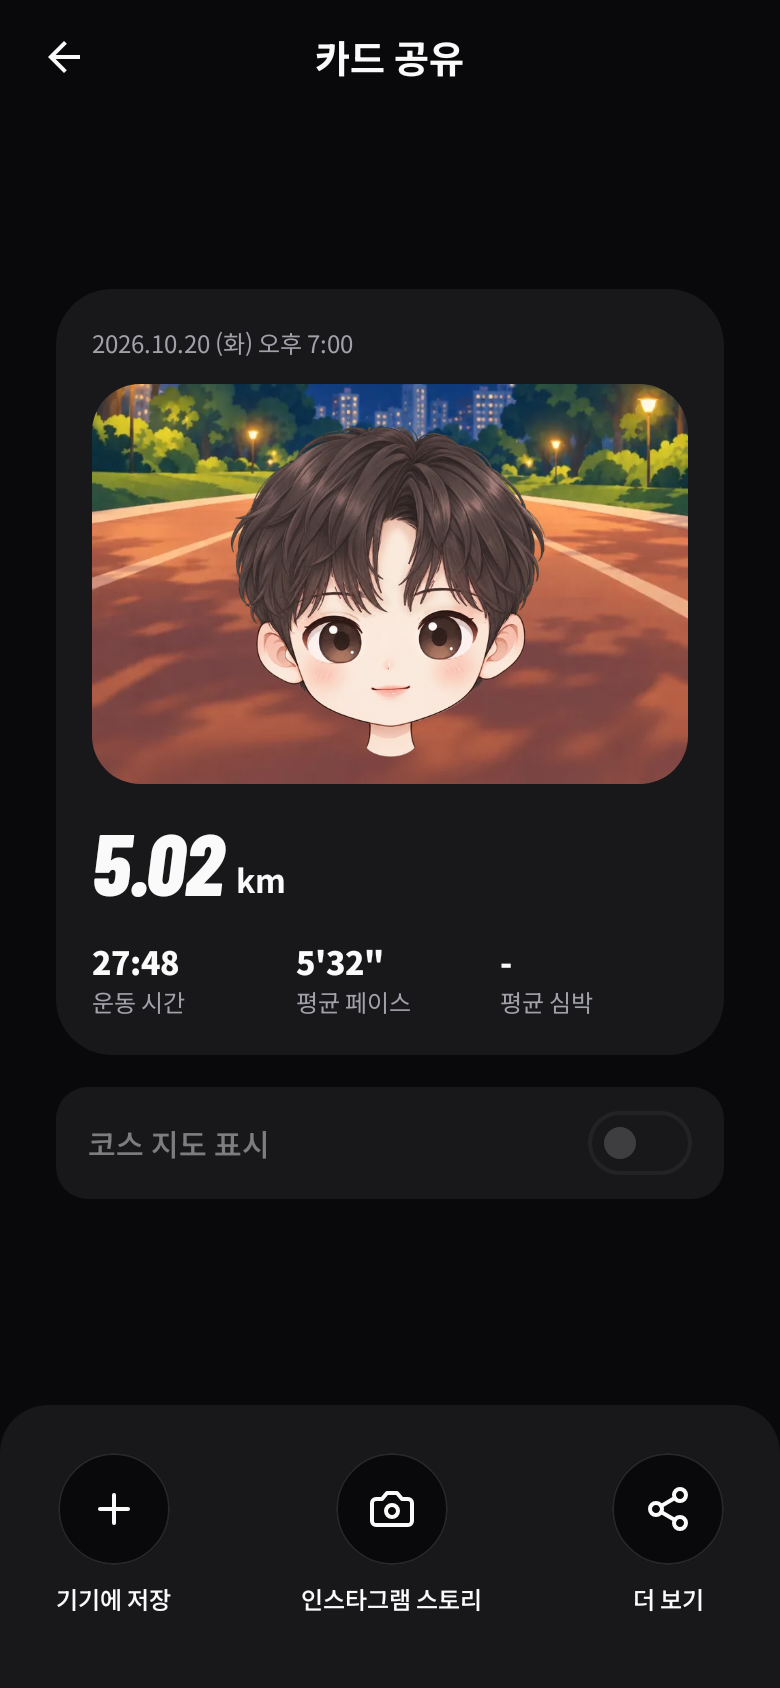 카드 공유
2026.10.20 (화) 오후 7:00
5.02 km
27:48 5'32" -
운동 시간 평균 페이스 평균 심박
코스 지도 표시
기기에 저장 인스타그램 스토리 더 보기